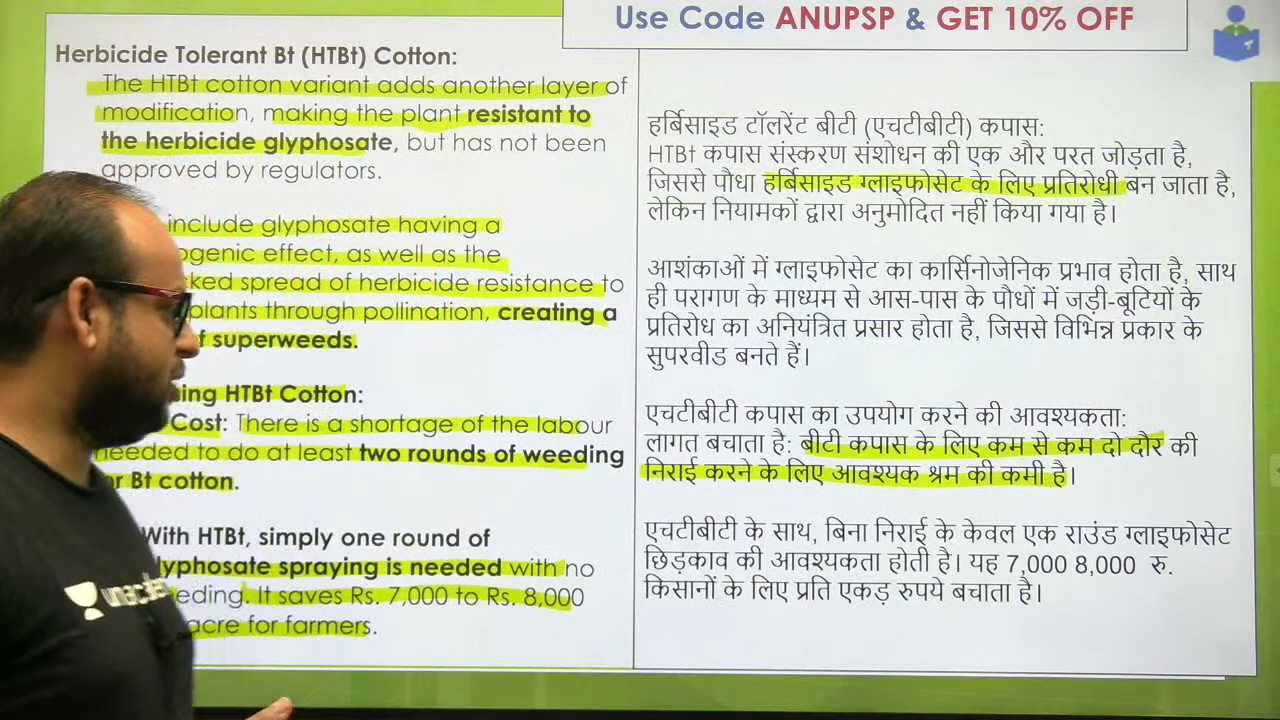 Use Code ANUPSP & GET 10% OFF
Herbicide Tolerant Bt (HTBt) Cotton:
The HTBt cotton variant adds another layer of
modification, making the plant resistant to
the herbicide glyphosate, but has not been
approved by regulators.
include glyphosate having a
effect, as well as the
spread of herbicide resistance to
plants through pollination, creating a
superweeds.
HTBt Cotton:
Cost: There is a shortage of the labour
needed to do at least two rounds of weeding
Bt cotton.
With HTBt, simply one round of
glyphosate spraying is needed with no
It saves Rs. 7,000 to Rs. 8,000
acre for farmers.
हर्बिसाइड टॉलरेंट बीटी (एचटीबीटी) कपास:
HTBt कपास संस्करण संशोधन की एक और परत जोड़ता है,
जिससे पौधा हर्बिसाइड ग्लाइफोसेट के लिए प्रतिरोधी बन जाता है,
लेकिन नियामकों द्वारा अनुमोदित नहीं किया गया है।
आशंकाओं में ग्लाइफोसेट का कार्सिनोजेनिक प्रभाव होता है, साथ
ही परागण के माध्यम से आस-पास के पौधों में जड़ी-बूटियों के
प्रतिरोध का अनियंत्रित प्रसार होता है, जिससे विभिन्न प्रकार के
सुपरवीड बनते हैं।
एचटीबीटी कपास का उपयोग करने की आवश्यकता:
लागत बचाता है: बीटी कपास के लिए कम से कम दो दौर की
निराई करने के लिए आवश्यक श्रम की कमी है।
एचटीबीटी के साथ, बिना निराई के केवल एक राउंड ग्लाइफोसेट
छिड़काव की आवश्यकता होती है। यह 7,000 8,000 रु.
किसानों के लिए प्रति एकड़ रुपये बचाता है।